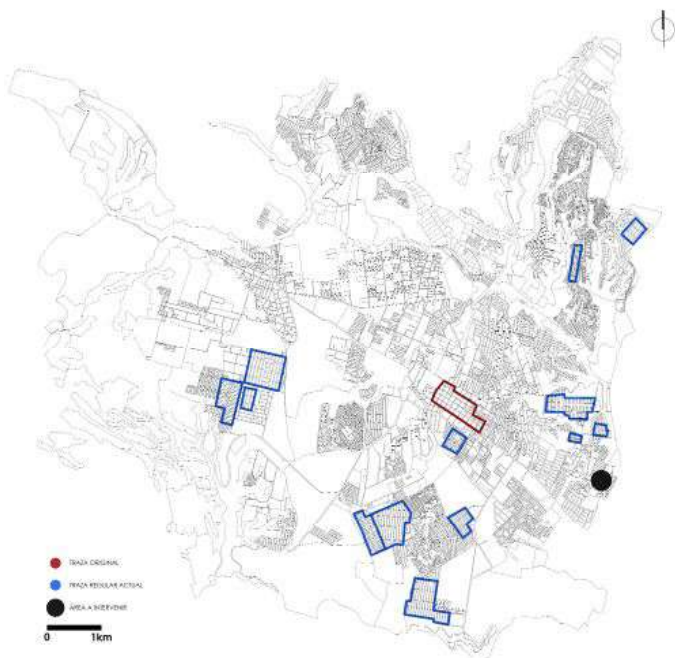 TRAZA ORIGINAL
TRAZA REGULAR ACTUAL
ÁREA A INTERVENIR
0 1km